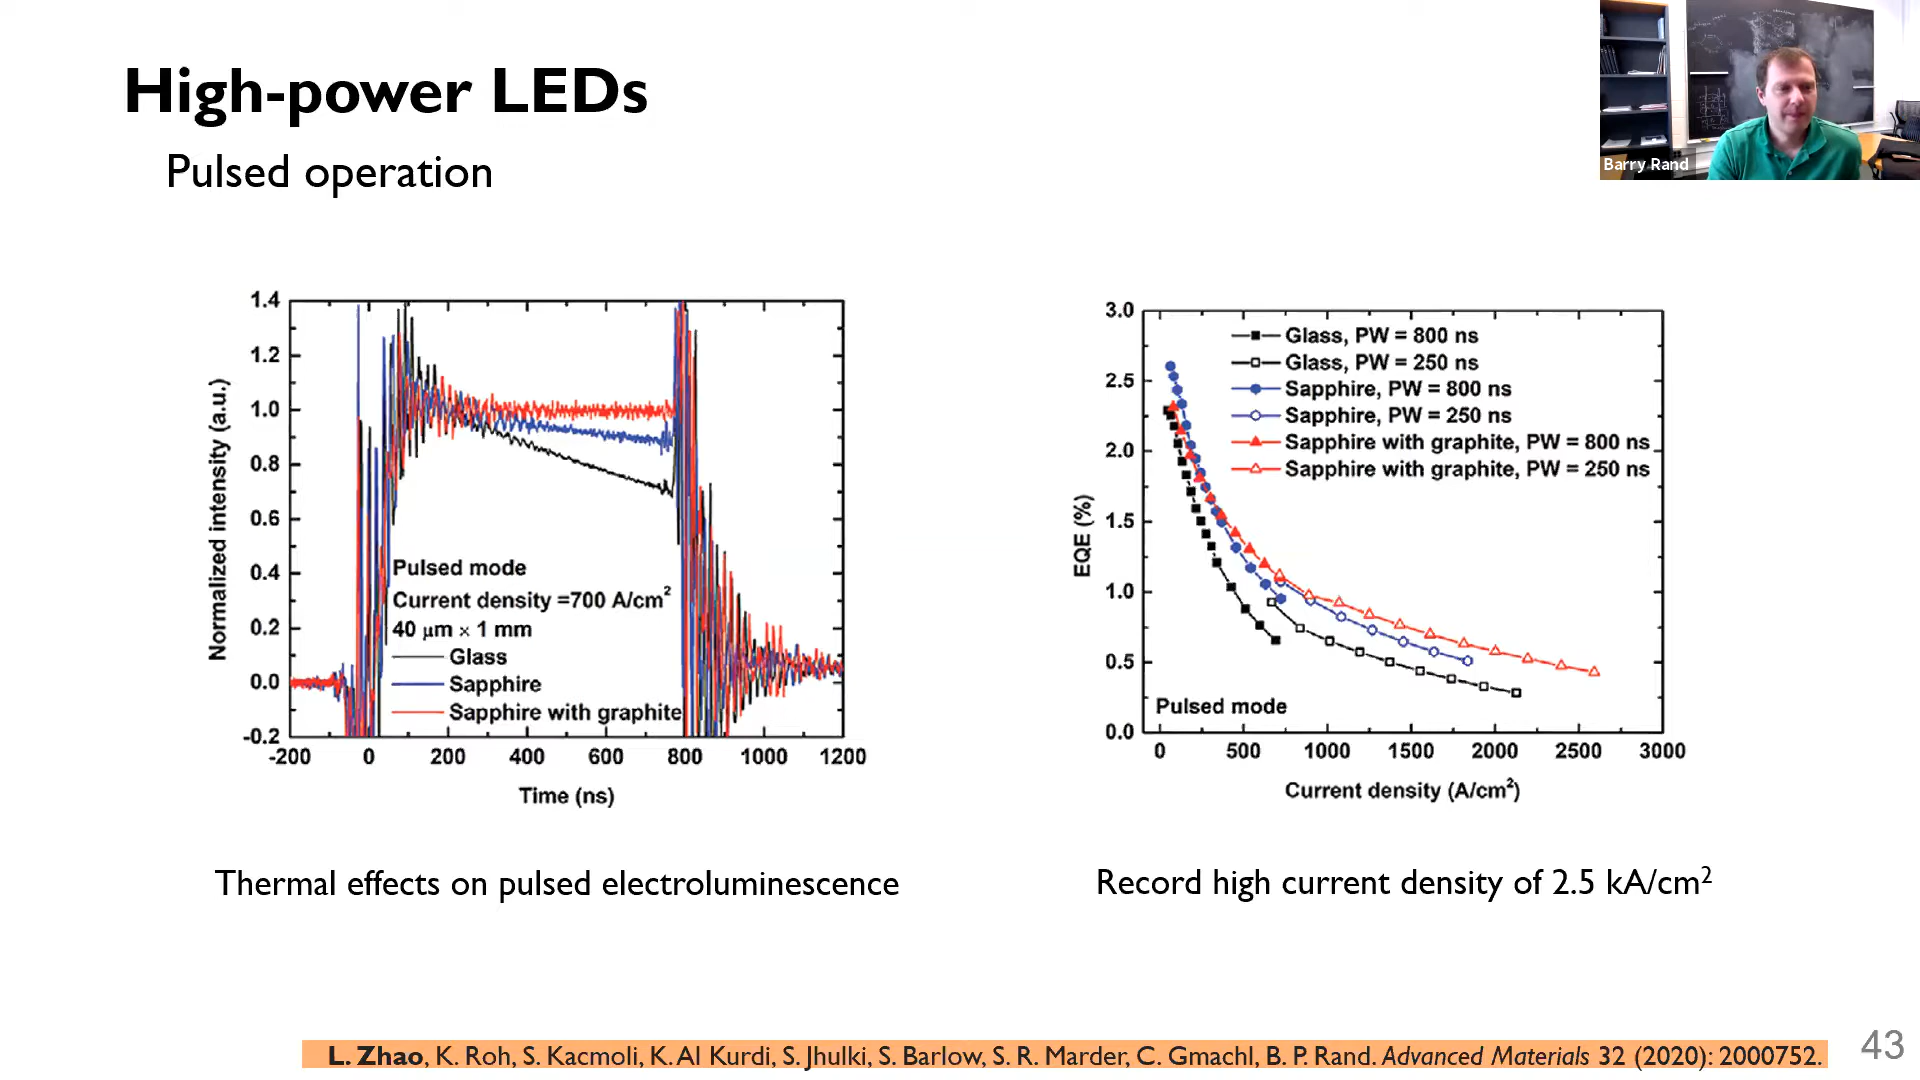 High-power LEDs
Pulsed operation
Barry Rand
1.4
1.2
1.0
0.8
0.6
0.4
0.2
0.0
-0.2
Normalized intensity (a.u.)
Pulsed mode
Current density =700 A/cm²
40 μm × 1 mm
Glass
Sapphire
Sapphire with graphite
-200 0 200 400 600 800 1000 1200
Time (ns)
3.0
2.5
2.0
1.5
1.0
0.5
0.0
EQE (%)
Glass, PW = 800 ns
Glass, PW = 250 ns
Sapphire, PW = 800 ns
Sapphire, PW = 250 ns
Sapphire with graphite, PW = 800 ns
Sapphire with graphite, PW = 250 ns
Pulsed mode
0 500 1000 1500 2000 2500 3000
Current density (A/cm²)
Thermal effects on pulsed electroluminescence
Record high current density of 2.5 kA/cm²
L. Zhao, K. Roh, S. Kacmoli, K. Al Kurdi, S. Jhulki, S. Barlow, S. R. Marder, C. Gmachl, B. P. Rand. Advanced Materials 32 (2020): 2000752.
43